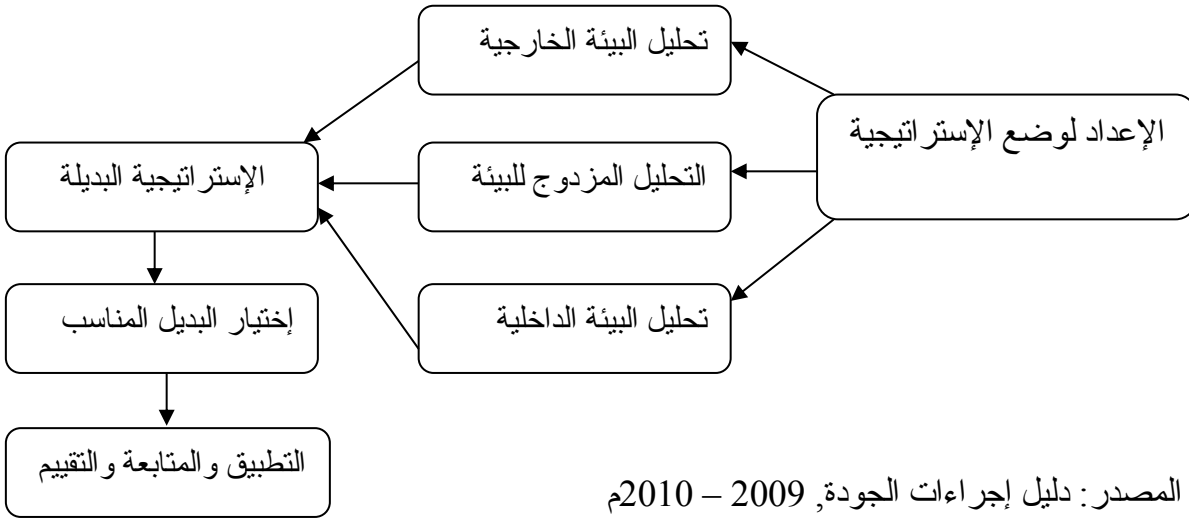 تحليل البيئة الخارجية
الإعداد لوضع الإستراتيجية
التحليل المزدوج للبيئة
الإستراتيجية البديلة
تحليل البيئة الداخلية
إختيار البديل المناسب
التطبيق والمتابعة والتقييم
المصدر: دليل إجراءات الجودة, 2009 – 2010م